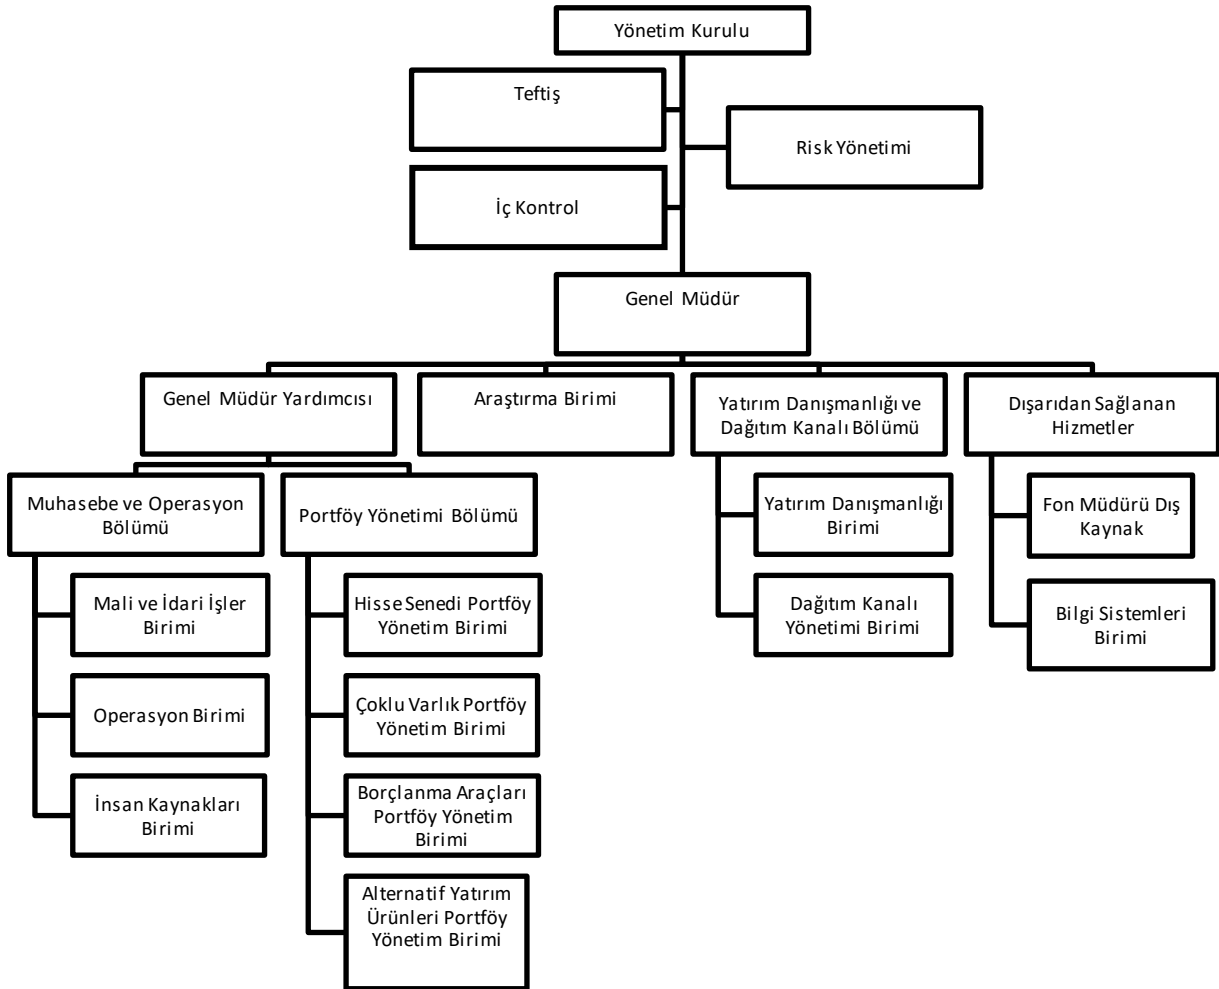 Yönetim Kurulu
Teftiş
Risk Yönetimi
İç Kontrol
Genel Müdür
Genel Müdür Yardımcısı
Araştırma Birimi
Yatırım Danışmanlığı ve
Dağıtım Kanalı Bölümü
Dışarıdan Sağlanan
Hizmetler
Muhasebe ve Operasyon
Bölümü
Portföy Yönetimi Bölümü
Yatırım Danışmanlığı
Birimi
Fon Müdürü Dış
Kaynak
Mali ve İdari İşler
Birimi
Hisse Senedi Portföy
Yönetim Birimi
Dağıtım Kanalı
Yönetimi Birimi
Bilgi Sistemleri
Birimi
Operasyon Birimi
Çoklu Varlık Portföy
Yönetim Birimi
İnsan Kaynakları
Birimi
Borçlanma Araçları
Portföy Yönetim
Birimi
Alternatif Yatırım
Ürünleri Portföy
Yönetim Birimi